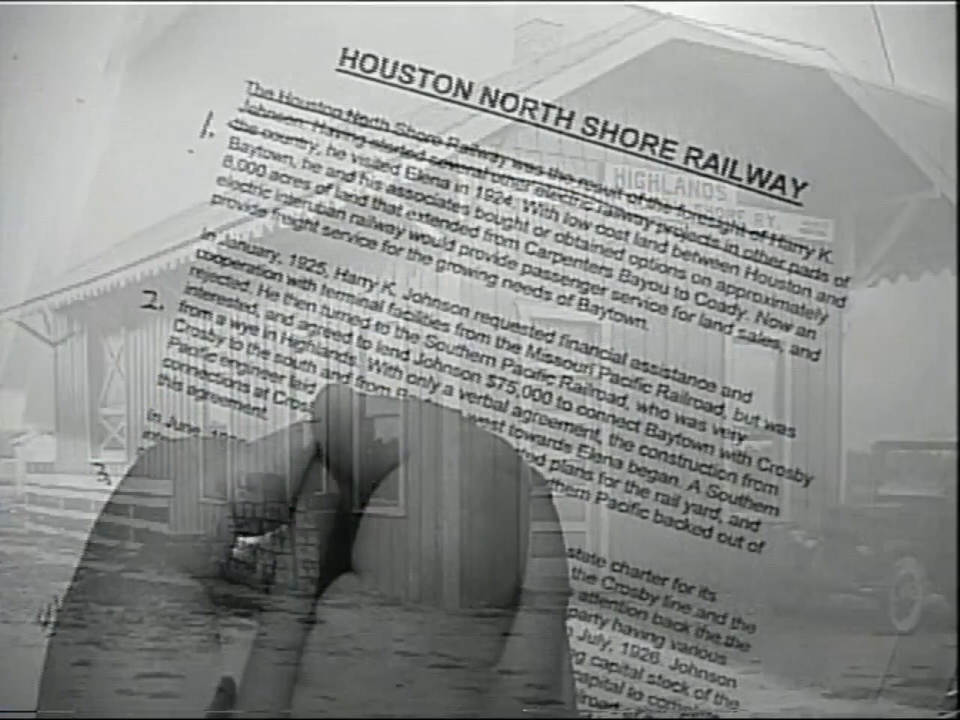 HOUSTON NORTH SHORE RAILWAY
1. The Houston North Shore Railway was the result of the foresight of Harry K.
Johnson. Having started several other electric railway projects in other parts of
the country, he visited Elena in 1924. With low cost land between Houston and
Baytown, he and his associates bought or obtained options on approximately
8,000 acres of land that extended from Carpenters Bayou to Coady. Now an
electric interurban railway would provide passenger service for land sales, and
provide freight service for the growing needs of Baytown.
2. In January, 1925, Harry K. Johnson requested financial assistance and
cooperation with terminal facilities from the Missouri Pacific Railroad, but was
rejected. He then turned to the Southern Pacific Railroad, who was very
interested, and agreed to lend Johnson $75,000 to connect Baytown with Crosby
from a wye in Highlands. With only a verbal agreement, the construction from
Crosby to the south and from west towards Elena began. A Southern
Pacific engineer laid plans for the rail yard, and
connections at Pacific backed out of
this agreement.
3. In June
state charter for its
the Crosby line and the
attention back the the
party having various
July, 1926, Johnson
capital stock of the
capital to complete
HIGHLANDS
SHORE RY.